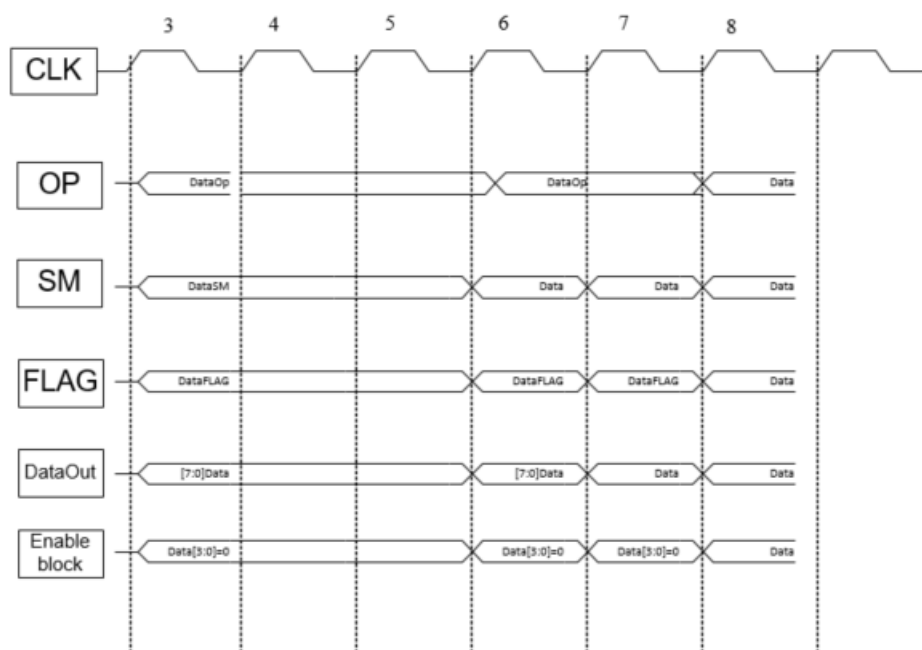 3 4 5 6 7 8
CLK
OP DataOp DataOp Data
SM DataSM Data Data Data
FLAG DataFLAG DataFLAG DataFLAG Data
DataOut [7:0]Data [7:0]Data Data Data
Enable
block Data[3:0]=0 Data[3:0]=0 Data[3:0]=0 Data